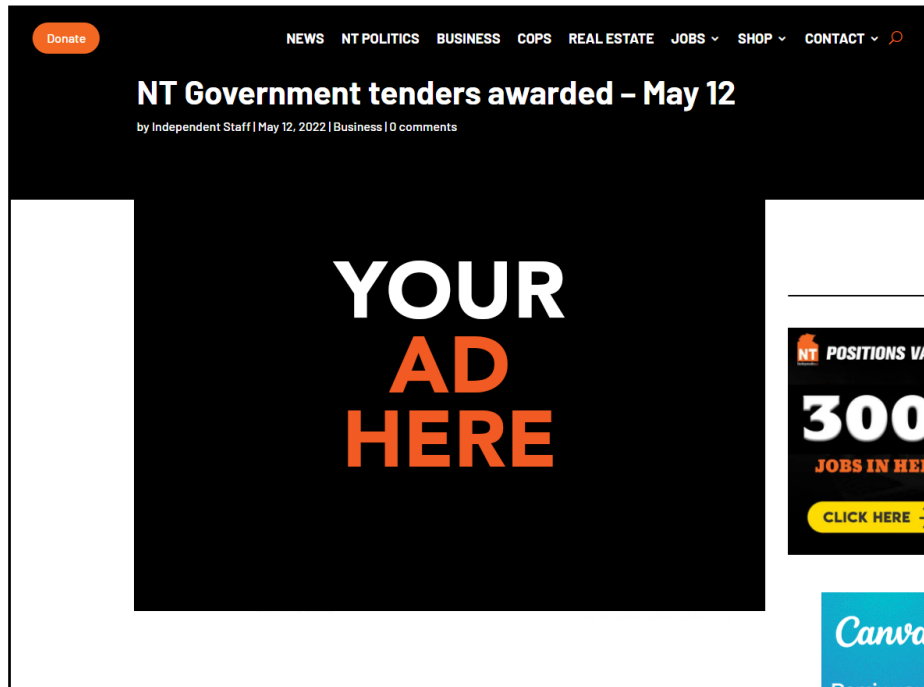 Donate
NEWS NT POLITICS BUSINESS COPS REAL ESTATE JOBS SHOP CONTACT
NT Government tenders awarded – May 12
by Independent Staff | May 12, 2022 | Business | 0 comments
YOUR
AD
HERE
NT POSITIONS
300
JOBS IN
CLICK HERE
Canva